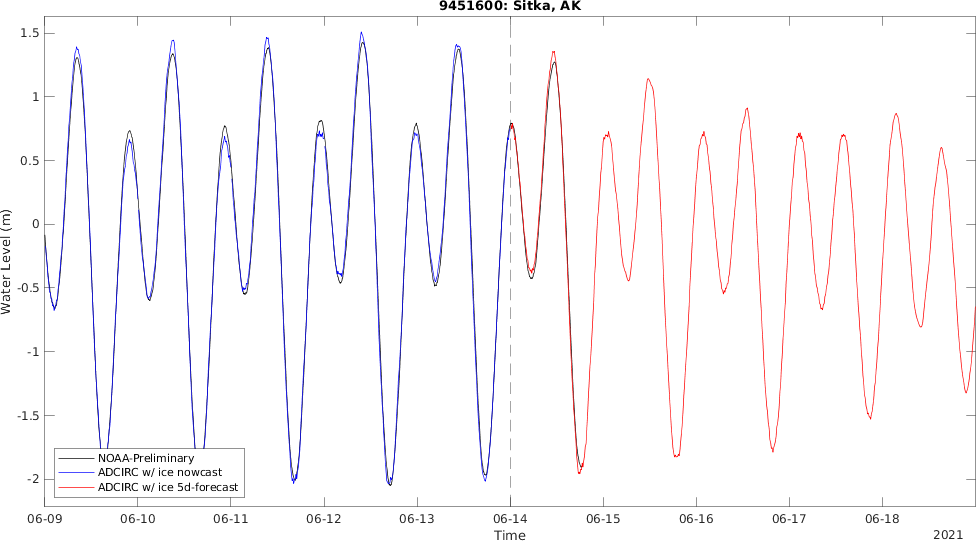 9451600: Sitka, AK
Water Level (m)
1.5
1
0.5
0
-0.5
-1
-1.5
-2
NOAA-Preliminary
ADCIRC w/ ice nowcast
ADCIRC w/ ice 5d-forecast
06-09 06-10 06-11 06-12 06-13 06-14 06-15 06-16 06-17 06-18
Time
2021